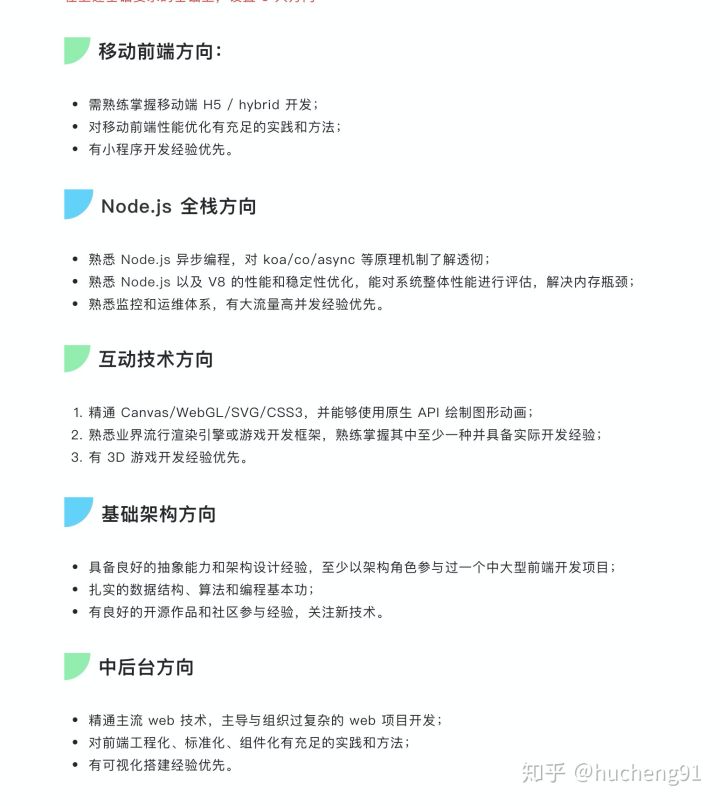 移动前端方向：
需熟练掌握移动端 H5 / hybrid 开发；
对移动前端性能优化有充足的实践和方法；
有小程序开发经验优先。
Node.js 全栈方向
熟悉 Node.js 异步编程，对 koa/co/async 等原理机制了解透彻；
熟悉 Node.js 以及 V8 的性能和稳定性优化，能对系统整体性能进行评估，解决内存瓶颈；
熟悉监控和运维体系，有大流量高并发经验优先。
互动技术方向
1. 精通 Canvas/WebGL/SVG/CSS3，并能够使用原生 API 绘制图形动画；
2. 熟悉业界流行渲染引擎或游戏开发框架，熟练掌握其中至少一种并具备实际开发经验；
3. 有 3D 游戏开发经验优先。
基础架构方向
具备良好的抽象能力和架构设计经验，至少以架构角色参与过一个中大型前端开发项目；
扎实的数据结构、算法和编程基本功；
有良好的开源作品和社区参与经验，关注新技术。
中后台方向
精通主流 web 技术，主导与组织过复杂的 web 项目开发；
对前端工程化、标准化、组件化有充足的实践和方法；
有可视化搭建经验优先。
知乎 @hucheng91